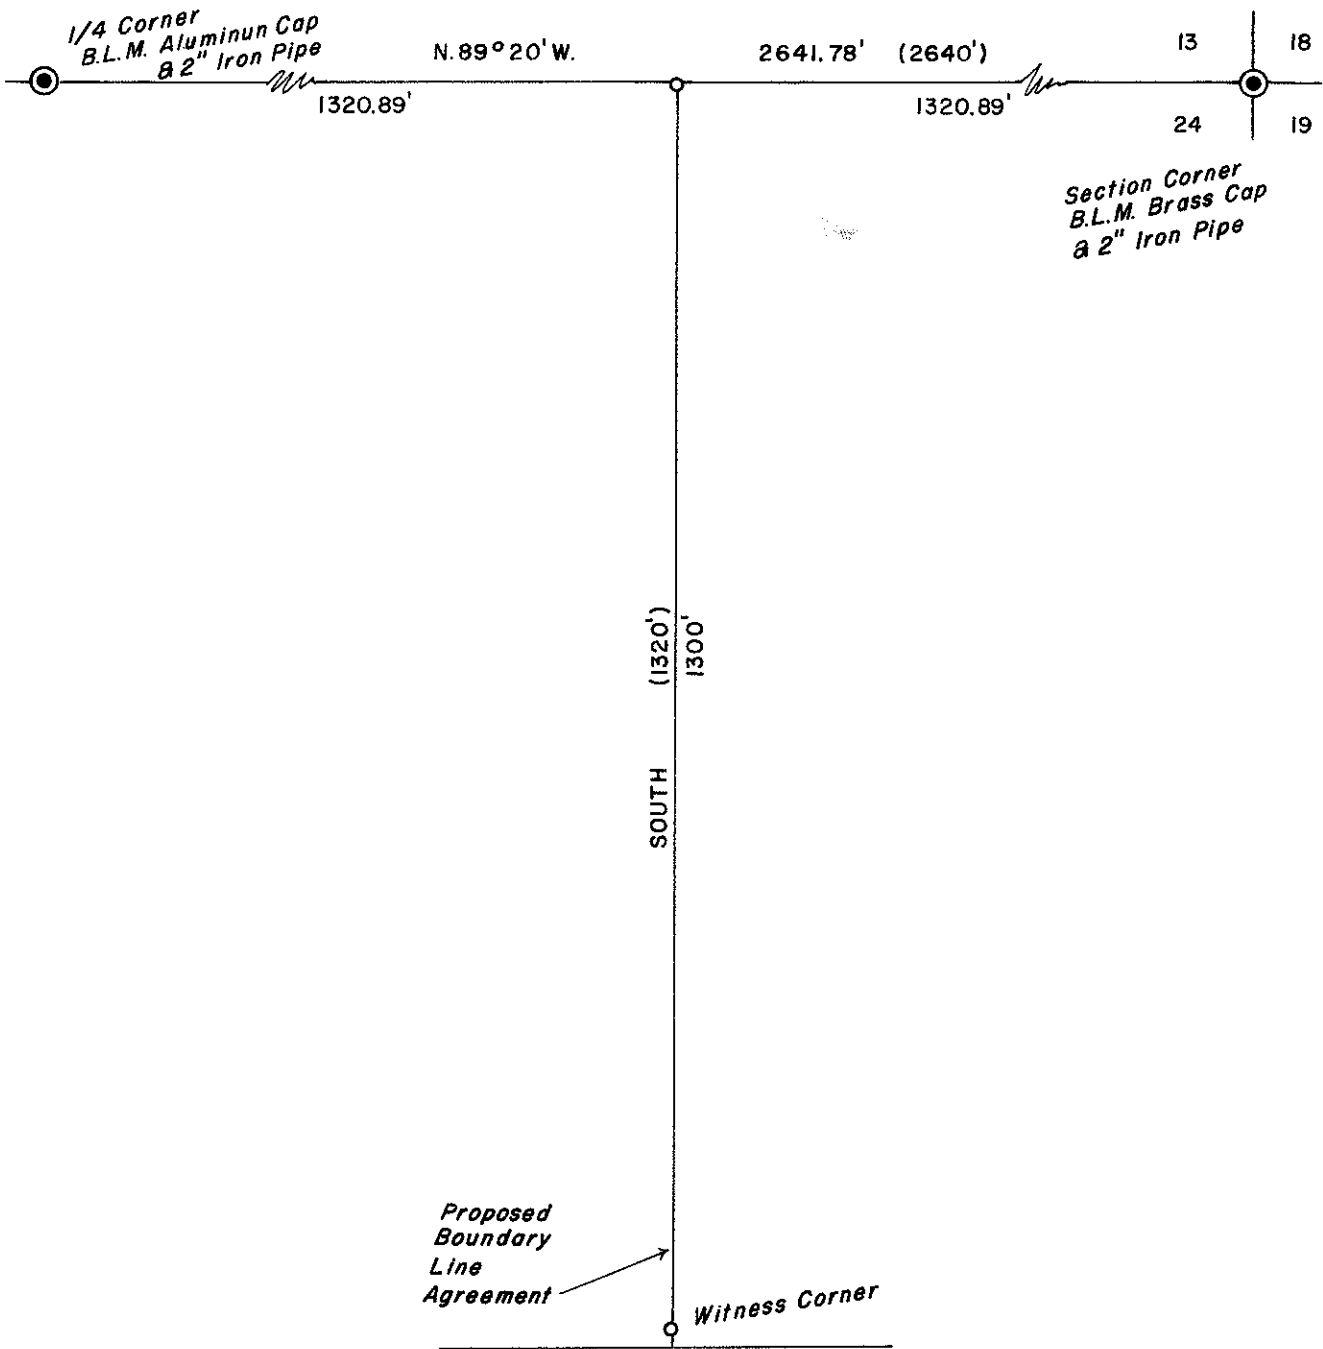 1/4 Corner
B.L.M. Aluminun Cap
& 2" Iron Pipe
N. 89° 20' W.
2641.78' (2640')
13
18
1320.89'
1320.89'
24
19
Section Corner
B.L.M. Brass Cap
& 2" Iron Pipe
SOUTH (1320')
1300'
Proposed
Boundary
Line
Agreement
Witness Corner